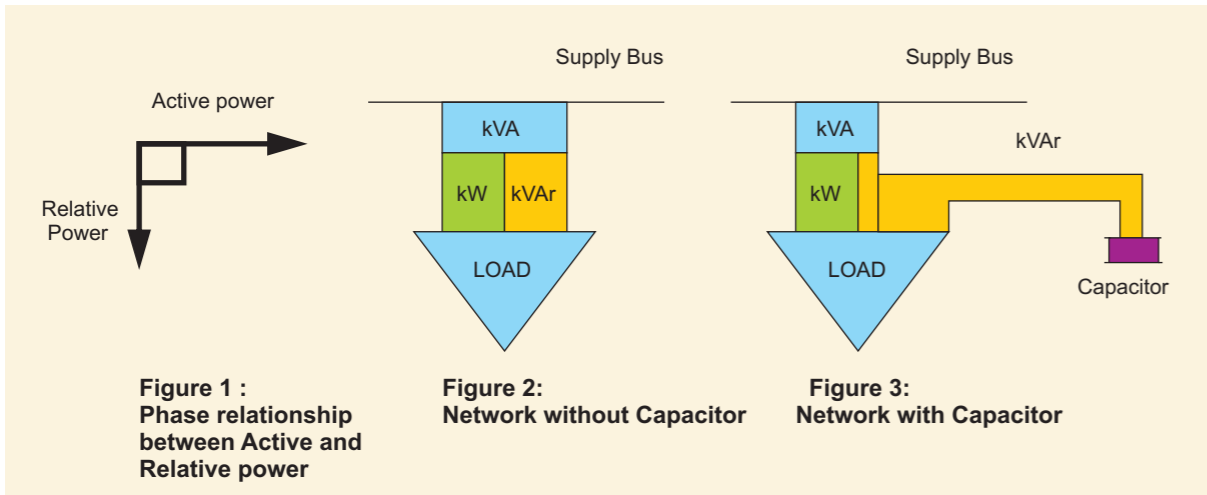 Active power
Relative
Power
Figure 1 :
Phase relationship
between Active and
Relative power
Supply Bus
kVA
kW
kVAr
LOAD
Figure 2:
Network without Capacitor
Supply Bus
kVA
kVAr
kW
LOAD
Capacitor
Figure 3:
Network with Capacitor